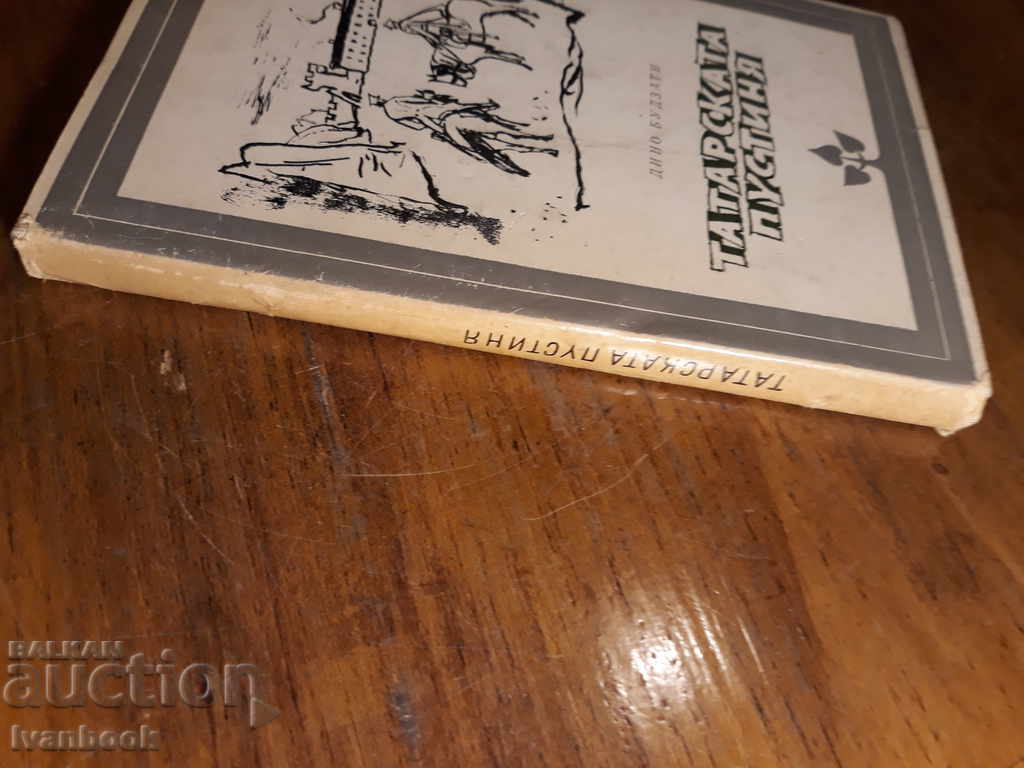 ДИНО БУДЗАТИ
ТАТАРСКАТА
ПУСТИНЯ
ТАТАРСКАТА ПУСТИНЯ
BALKAN
auction
Ivanbook